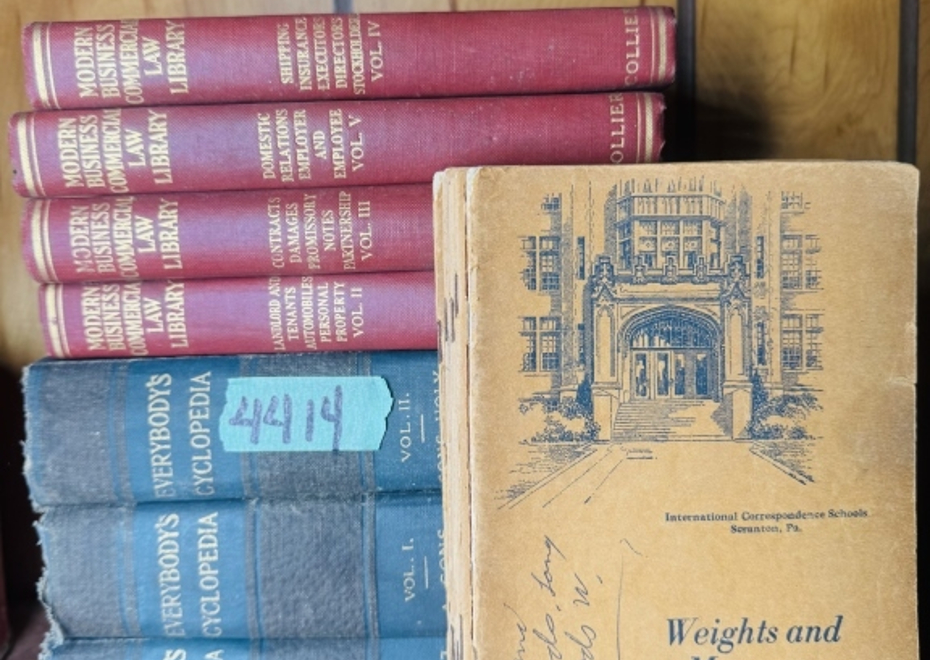 MODERN
BUSINESS
COMMERCIAL
LAW
LIBRARY
SHIPPING
INSURANCE
EXECUTORS
DIRECTORS
STOCKHOLDER
VOL. IV
COLLIER
MODERN
BUSINESS
COMMERCIAL
LAW
LIBRARY
DOMESTIC
RELATIONS
EMPLOYER
AND
EMPLOYEE
VOL. V
COLLIER
MODERN
BUSINESS
COMMERCIAL
LAW
LIBRARY
CONTRACTS
DAMAGES
PROMISSORY
NOTES
PARTNERSHIP
VOL. III
MODERN
BUSINESS
COMMERCIAL
LAW
LIBRARY
LANDLORD AND
TENANTS
AUTOMOBILES
PERSONAL
PROPERTY
VOL. II
EVERYBODY'S
CYCLOPEDIA
4414
VOL. II.
EVERYBODY'S
CYCLOPEDIA
VOL. I.
International Correspondence Schools
Scranton, Pa.
Weights and